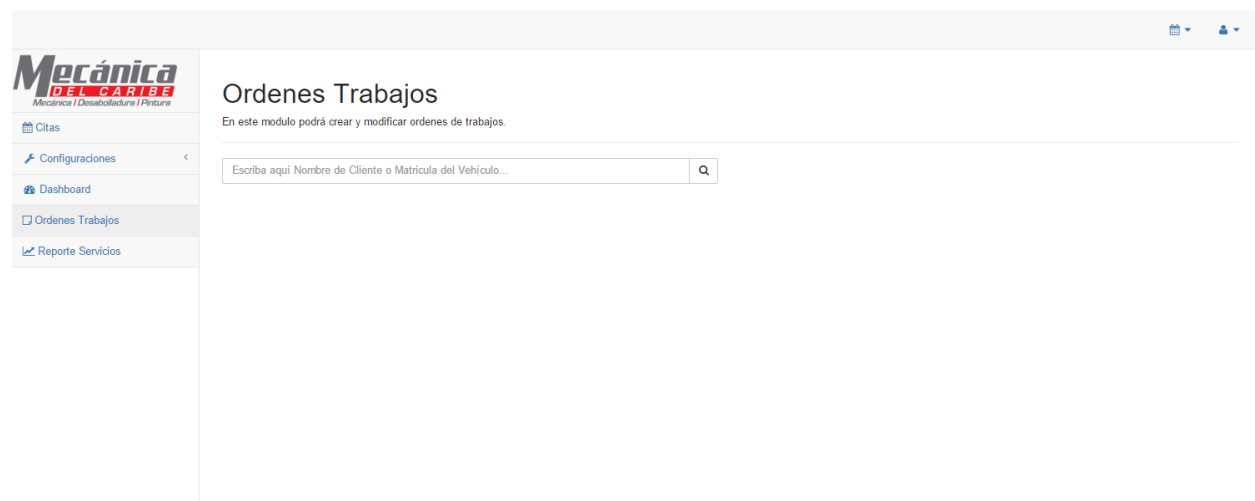 Mecánica
DEL CARIBE
Mecánica | Desabolladura | Pintura
Citas
Configuraciones
Dashboard
Ordenes Trabajos
Reporte Servicios
Ordenes Trabajos
En este modulo podrá crear y modificar ordenes de trabajos.
Escriba aquí Nombre de Cliente o Matricula del Vehículo...